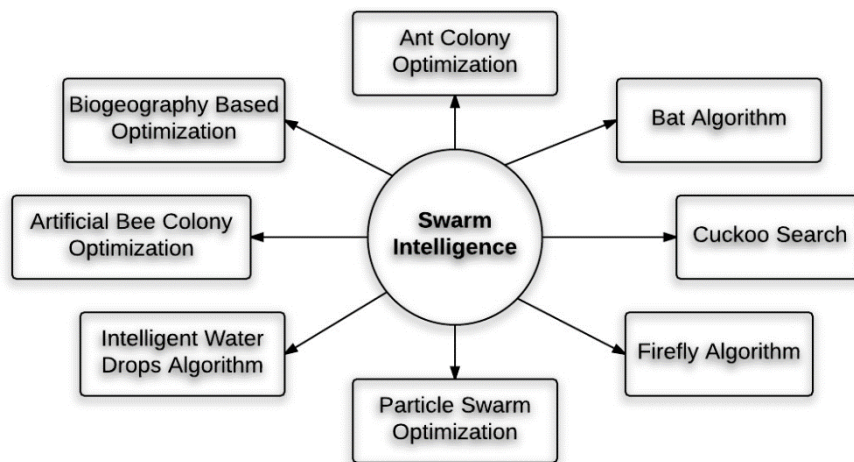 Ant Colony
Optimization
Biogeography Based
Optimization
Bat Algorithm
Artificial Bee Colony
Optimization
Swarm
Intelligence
Cuckoo Search
Intelligent Water
Drops Algorithm
Firefly Algorithm
Particle Swarm
Optimization